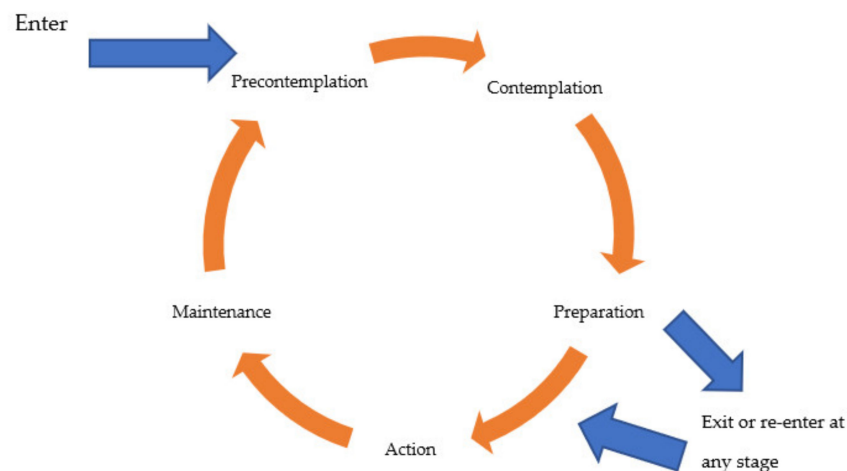 Enter
Precontemplation
Contemplation
Maintenance
Preparation
Exit or re-enter at
any stage
Action